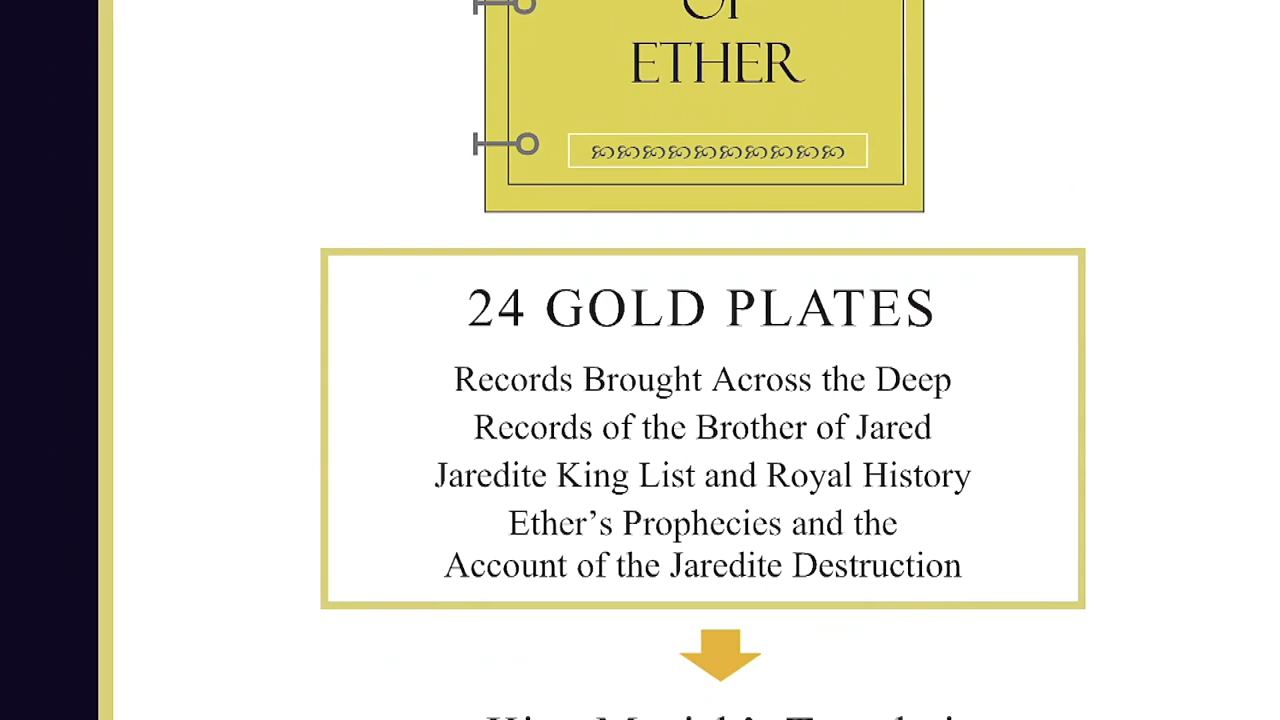 OF
ETHER
24 GOLD PLATES
Records Brought Across the Deep
Records of the Brother of Jared
Jaredite King List and Royal History
Ether’s Prophecies and the
Account of the Jaredite Destruction